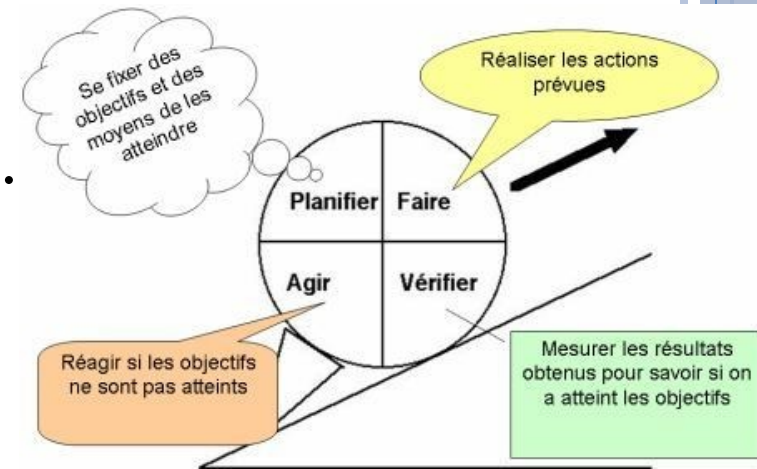 Se fixer des
objectifs et des
moyens de les
atteindre
Réaliser les actions
prévues
Planifier
Faire
Agir
Vérifier
Réagir si les objectifs
ne sont pas atteints
Mesurer les résultats
obtenus pour savoir si on
a atteint les objectifs